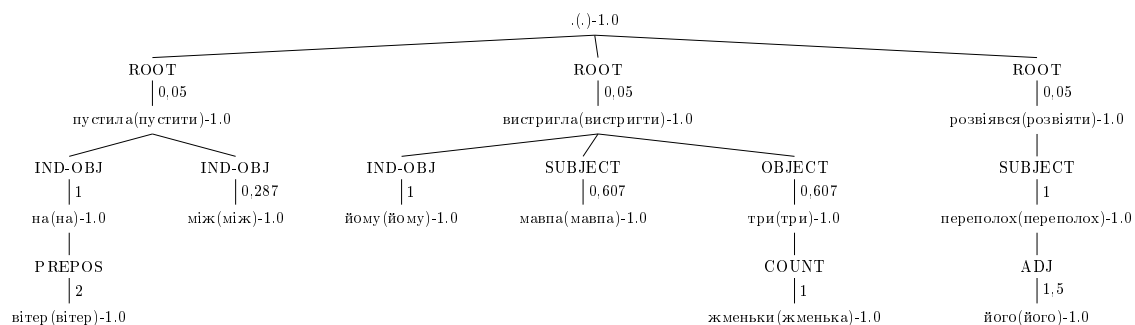 .(.)-1.0
ROOT ROOT ROOT
0,05 0,05 0,05
пустила(пустити)-1.0 вистригла(вистригти)-1.0 розвіявся(розвіяти)-1.0
IND-OBJ IND-OBJ IND-OBJ SUBJECT OBJECT SUBJECT
1 0,287 1 0,607 0,607 1
на(на)-1.0 між(між)-1.0 йому(йому)-1.0 мавпа(мавпа)-1.0 три(три)-1.0 переполох(переполох)-1.0
PREPOS COUNT ADJ
2 1 1,5
вітер(вітер)-1.0 жменьки(жменька)-1.0 його(його)-1.0